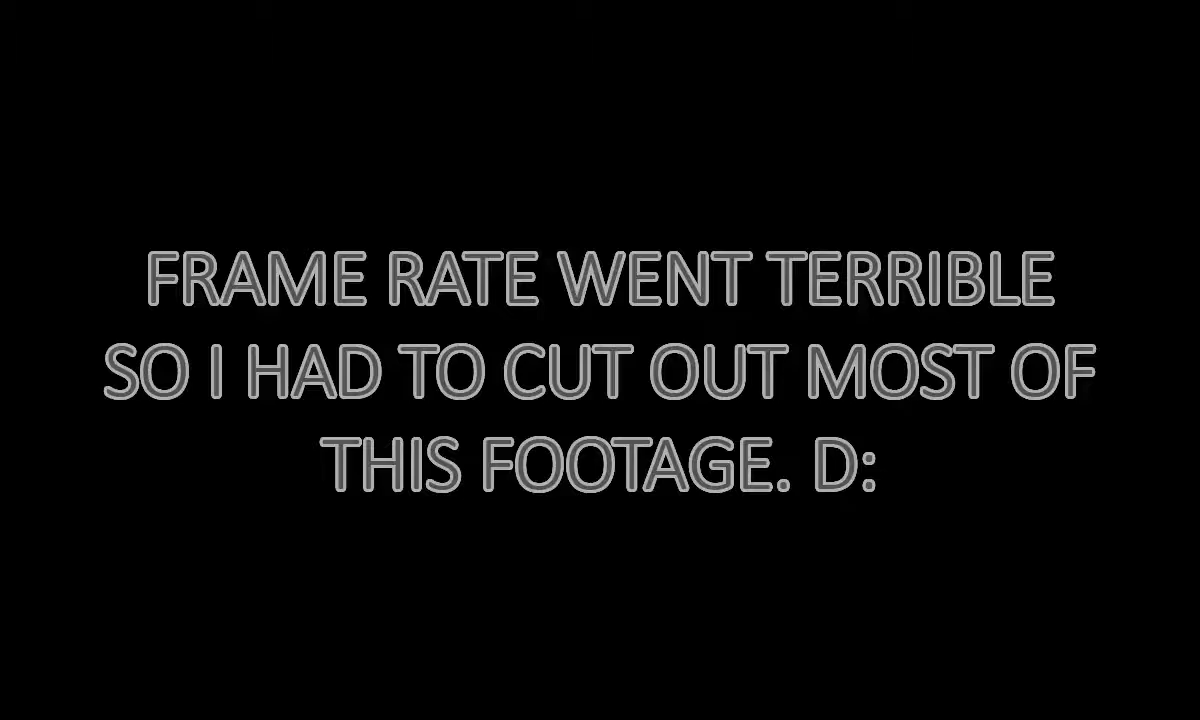 FRAME RATE WENT TERRIBLE
SO I HAD TO CUT OUT MOST OF
THIS FOOTAGE. D: